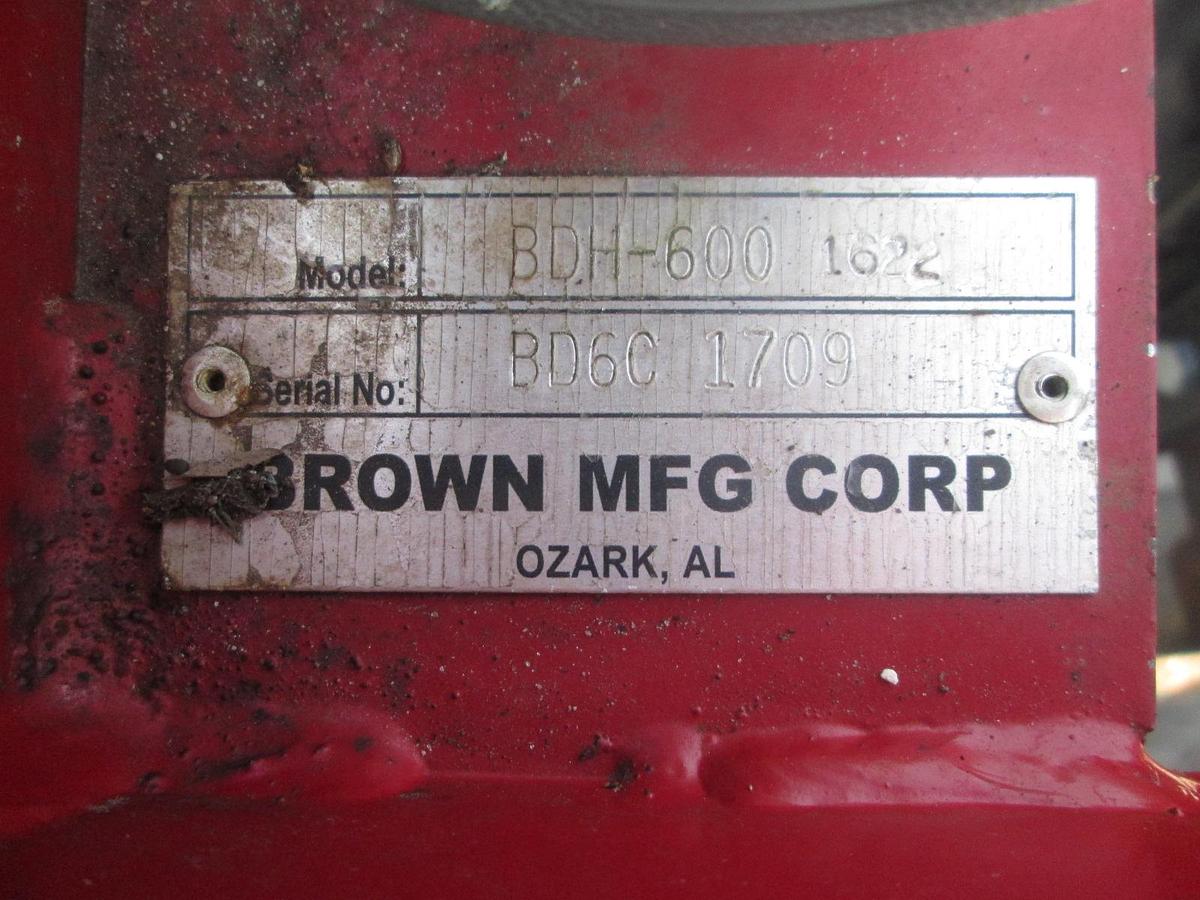 Model: BDH-600 1622
Serial No: BD6C 1709
BROWN MFG CORP
OZARK, AL